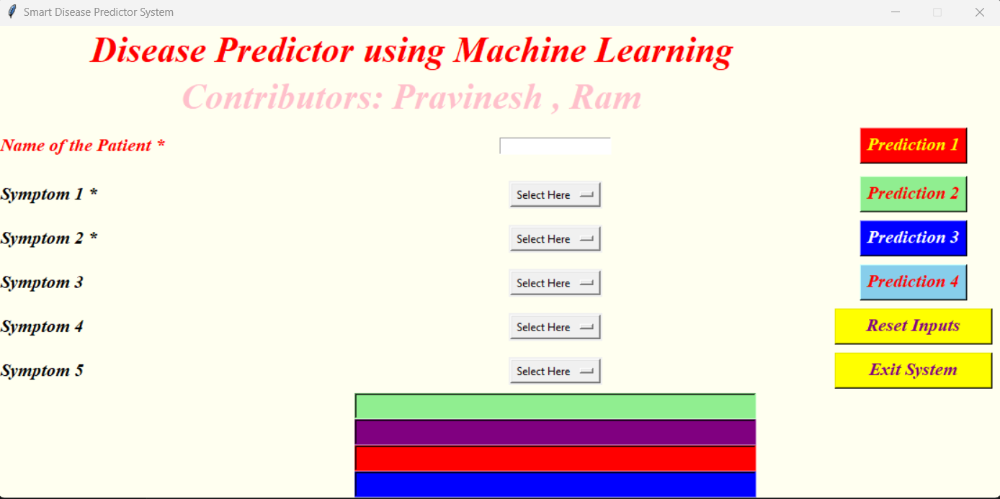 Smart Disease Predictor System
Disease Predictor using Machine Learning
Contributors: Pravinesh , Ram
Name of the Patient *
Prediction 1
Symptom 1 *
Select Here
Prediction 2
Symptom 2 *
Select Here
Prediction 3
Symptom 3
Select Here
Prediction 4
Symptom 4
Select Here
Reset Inputs
Symptom 5
Select Here
Exit System